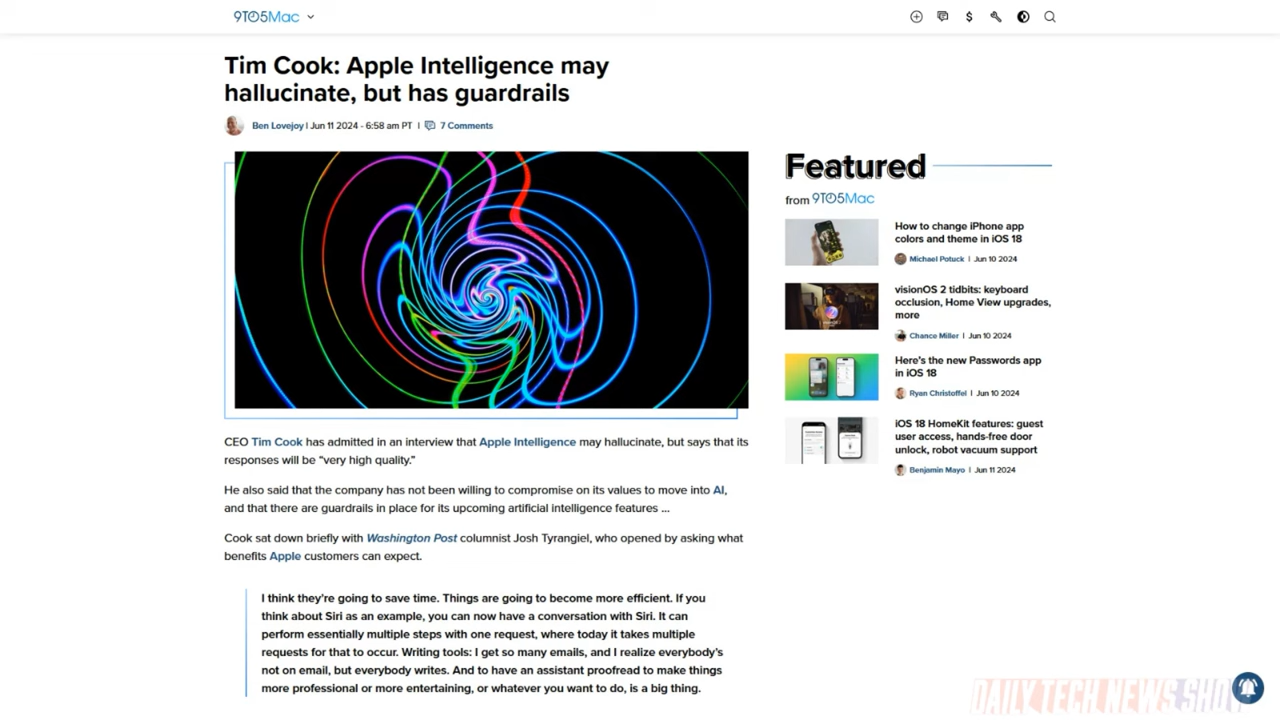 9TO5Mac
Tim Cook: Apple Intelligence may
hallucinate, but has guardrails
Ben Lovejoy | Jun 11 2024 - 6:58 am PT | 7 Comments
CEO Tim Cook has admitted in an interview that Apple Intelligence may hallucinate, but says that its
responses will be “very high quality.”
He also said that the company has not been willing to compromise on its values to move into AI,
and that there are guardrails in place for its upcoming artificial intelligence features ...
Cook sat down briefly with Washington Post columnist Josh Tyrangiel, who opened by asking what
benefits Apple customers can expect.
I think they’re going to save time. Things are going to become more efficient. If you
think about Siri as an example, you can now have a conversation with Siri. It can
perform essentially multiple steps with one request, where today it takes multiple
requests for that to occur. Writing tools: I get so many emails, and I realize everybody’s
not on email, but everybody writes. And to have an assistant proofread to make things
more professional or more entertaining, or whatever you want to do, is a big thing.
Featured
from 9TO5Mac
How to change iPhone app
colors and theme in iOS 18
Michael Potuck | Jun 10 2024
visionOS 2 tidbits: keyboard
occlusion, Home View upgrades,
more
Chance Miller | Jun 10 2024
Here’s the new Passwords app
in iOS 18
Ryan Christoffel | Jun 10 2024
iOS 18 HomeKit features: guest
user access, hands-free door
unlock, robot vacuum support
Benjamin Mayo | Jun 11 2024
DAILY TECH NEWS SHOW